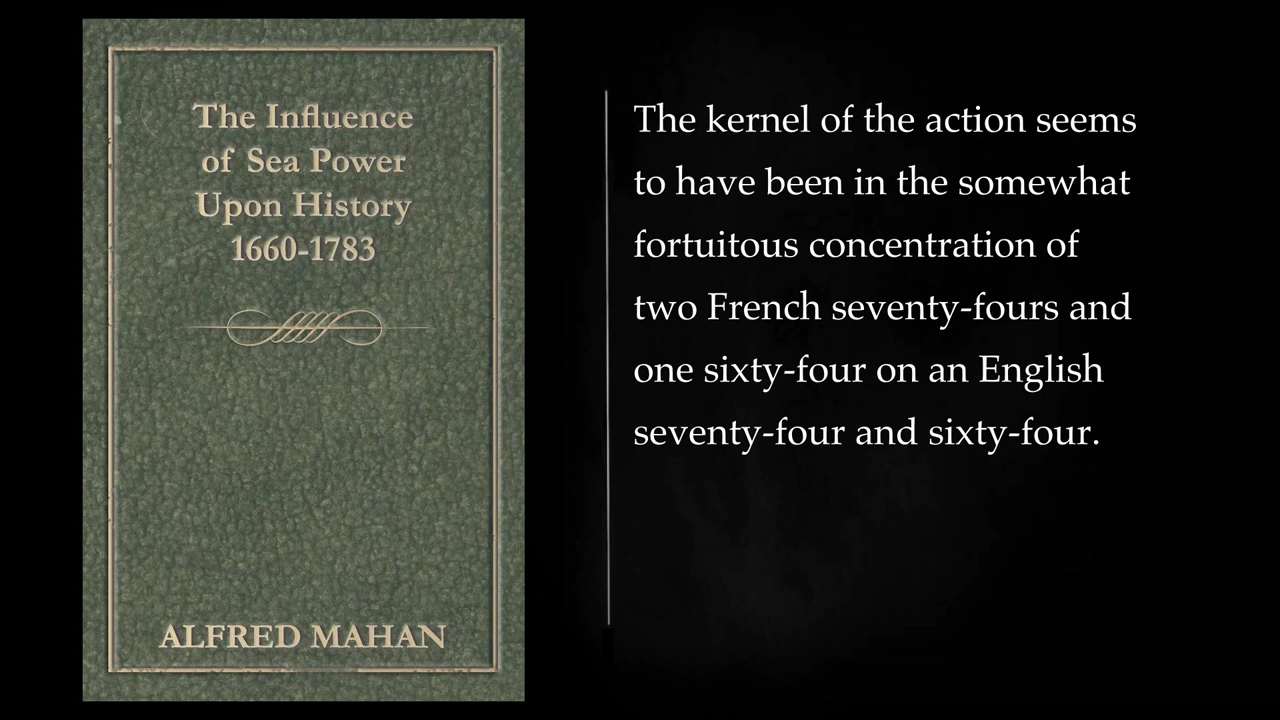 The Influence
of Sea Power
Upon History
1660-1783
ALFRED MAHAN
The kernel of the action seems
to have been in the somewhat
fortuitous concentration of
two French seventy-fours and
one sixty-four on an English
seventy-four and sixty-four.